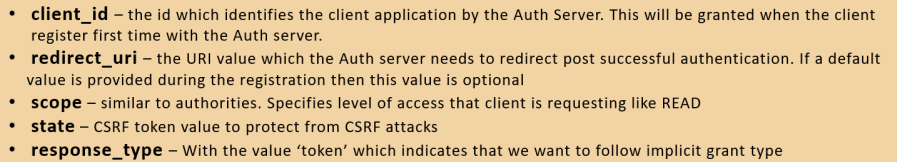 • client_id – the id which identifies the client application by the Auth Server. This will be granted when the client
register first time with the Auth server.
• redirect_uri – the URI value which the Auth server needs to redirect post successful authentication. If a default
value is provided during the registration then this value is optional
• scope – similar to authorities. Specifies level of access that client is requesting like READ
• state – CSRF token value to protect from CSRF attacks
• response_type – With the value ‘token’ which indicates that we want to follow implicit grant type